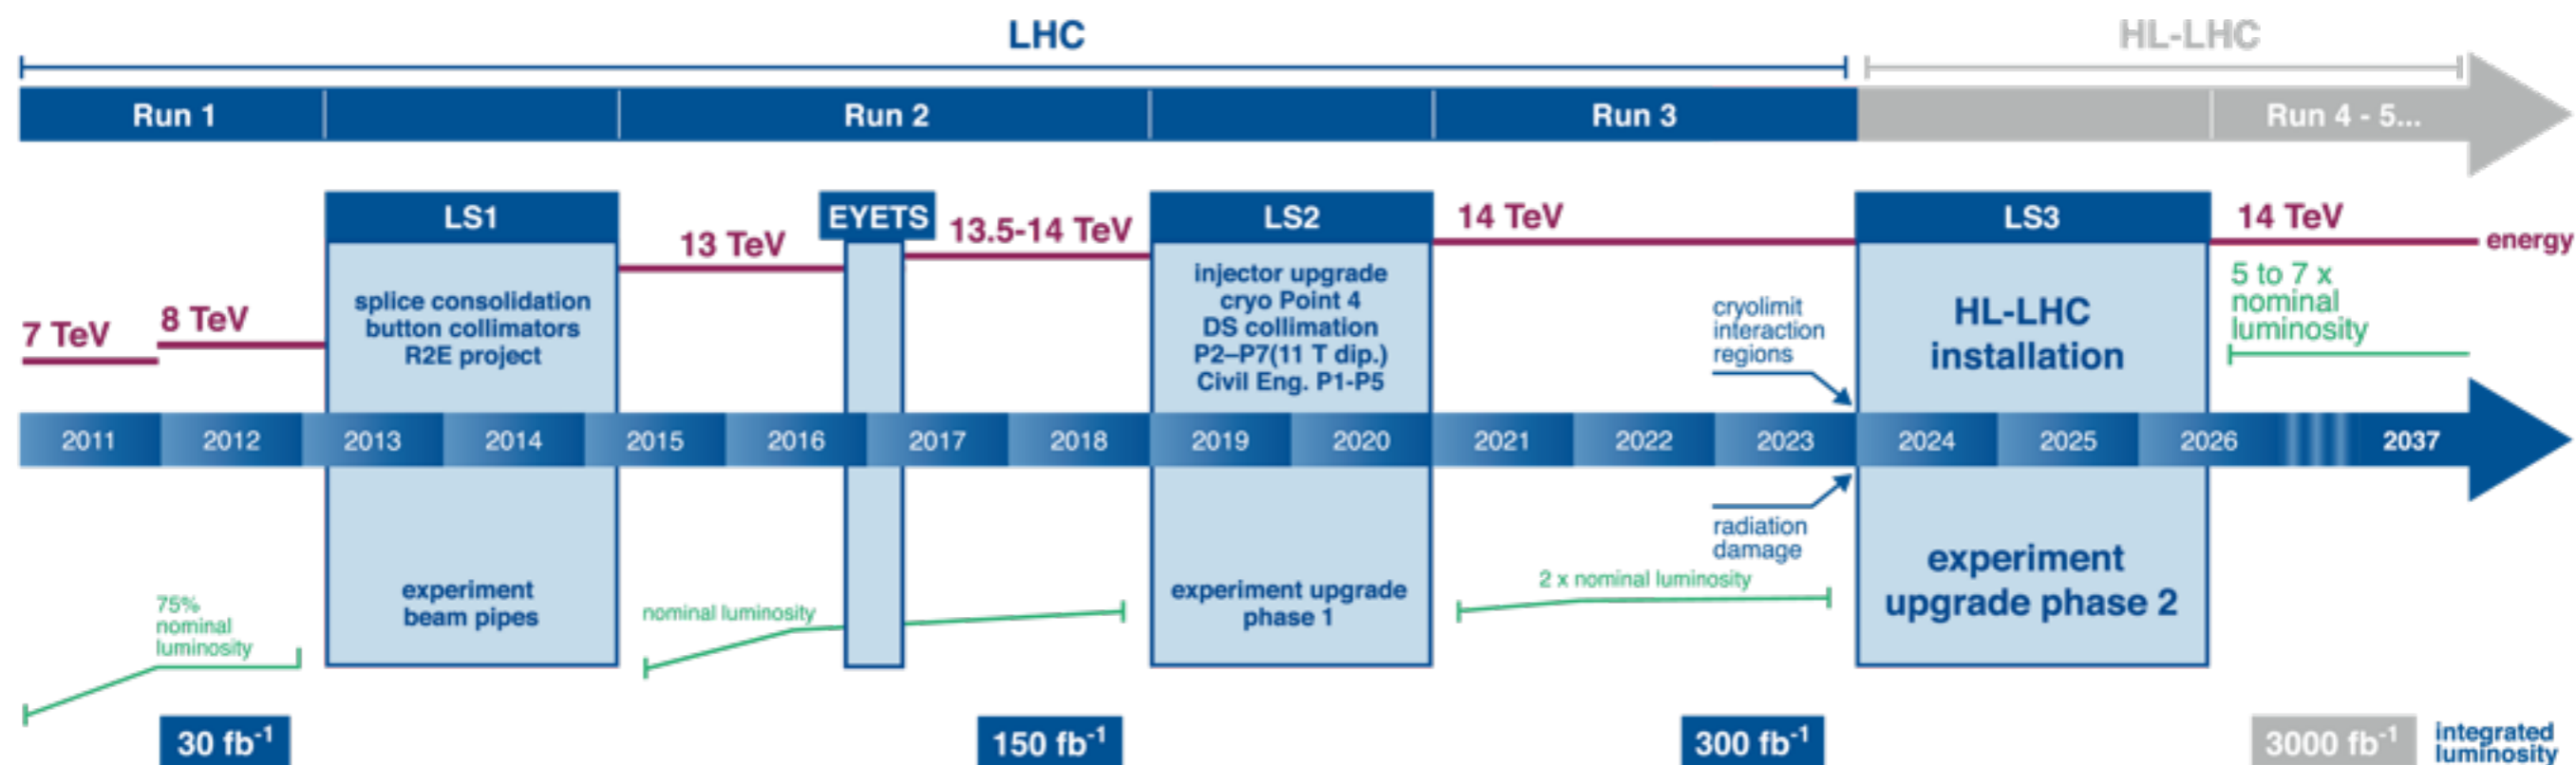 LHC
HL-LHC
Run 1
Run 2
Run 3
Run 4 - 5...
LS1
EYETS
13.5-14 TeV
LS2
14 TeV
LS3
14 TeV
energy
13 TeV
7 TeV
8 TeV
splice consolidation
button collimators
R2E project
injector upgrade
cryo Point 4
DS collimation
P2–P7(11 T dip.)
Civil Eng. P1-P5
cryolimit
interaction
regions
HL-LHC
installation
5 to 7 x
nominal
luminosity
2011
2012
2013
2014
2015
2016
2017
2018
2019
2020
2021
2022
2023
2024
2025
2026
2037
radiation
damage
75%
nominal
luminosity
experiment
beam pipes
nominal luminosity
experiment upgrade
phase 1
2 x nominal luminosity
experiment
upgrade phase 2
30 fb⁻¹
150 fb⁻¹
300 fb⁻¹
3000 fb⁻¹
integrated
luminosity